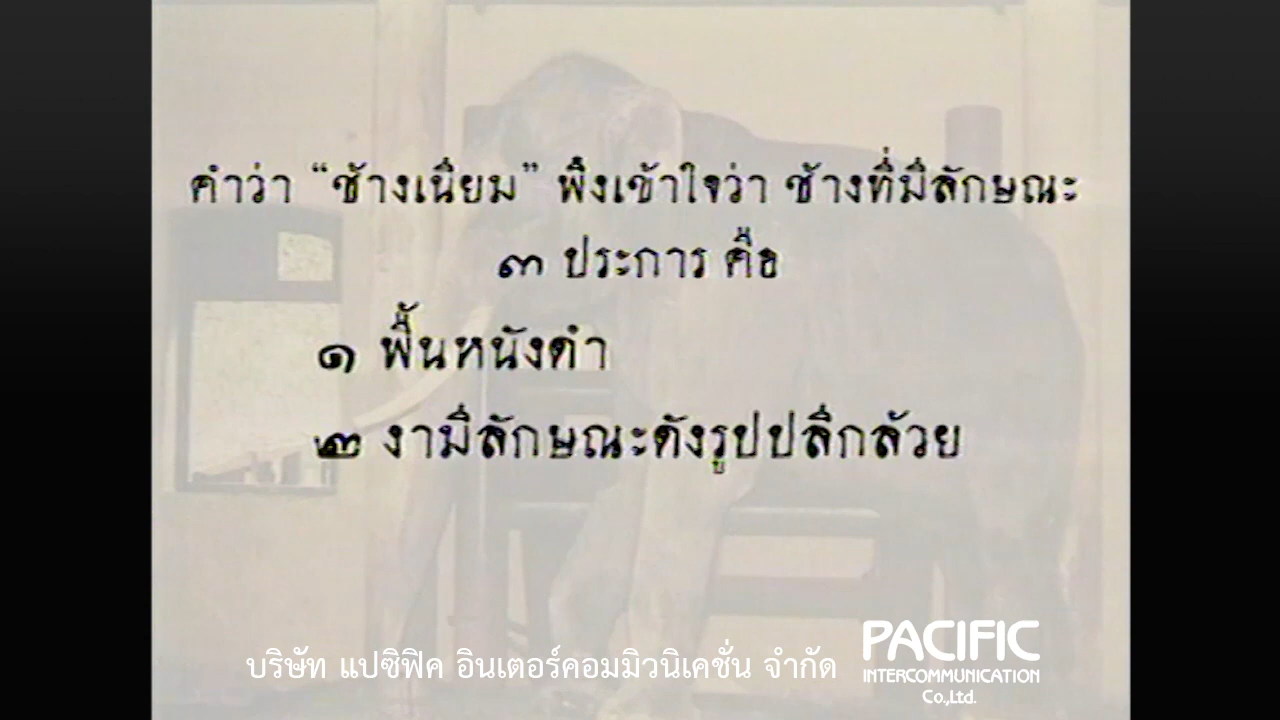 คำว่า “ช้างเนียม” พึงเข้าใจว่า ช้างที่มีลักษณะ
๓ ประการ คือ
๑ พื้นหนังดำ
๒ งามีลักษณะดังรูปปลีกล้วย
บริษัท แปซิฟิค อินเตอร์คอมมิวนิเคชั่น จำกัด
PACIFIC
INTERCOMMUNICATION
Co.,Ltd.